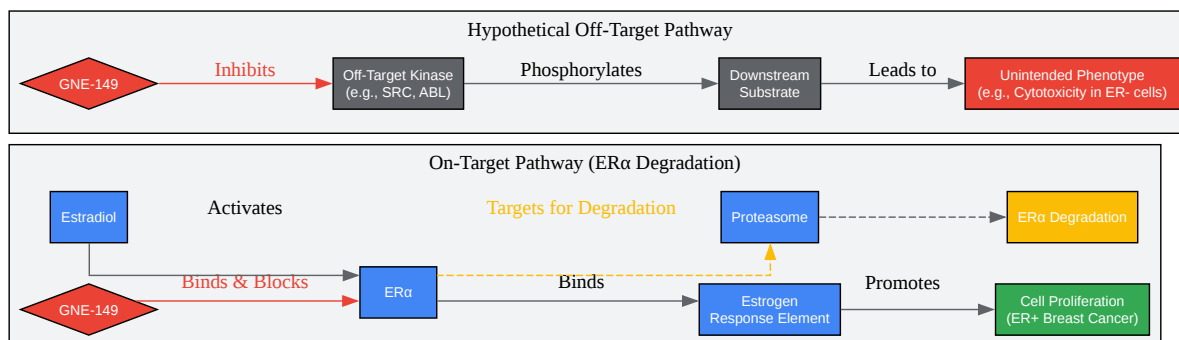 Hypothetical Off-Target Pathway
GNE-149
Inhibits
Off-Target Kinase
(e.g., SRC, ABL)
Phosphorylates
Downstream
Substrate
Leads to
Unintended Phenotype
(e.g., Cytotoxicity in ER- cells)
On-Target Pathway (ERα Degradation)
Estradiol
Activates
Targets for Degradation
Proteasome
ERα Degradation
GNE-149
Binds & Blocks
ERα
Binds
Estrogen
Response Element
Promotes
Cell Proliferation
(ER+ Breast Cancer)